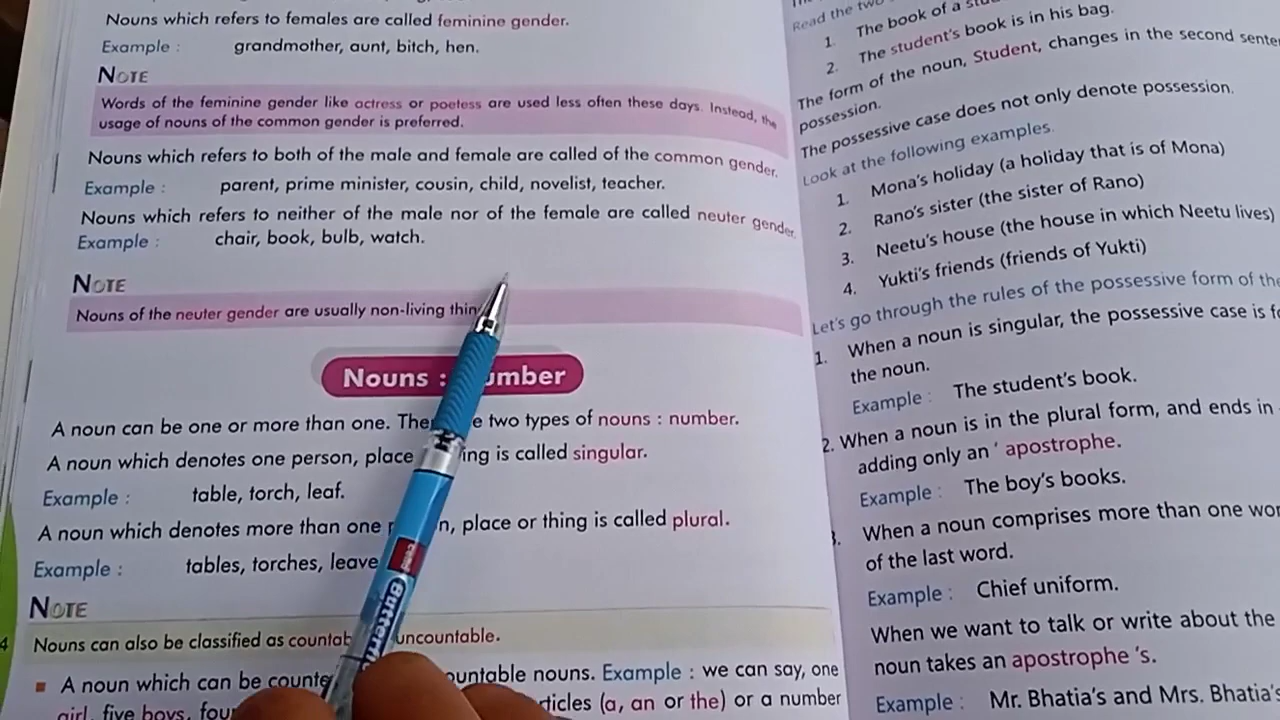 Nouns which refers to females are called feminine gender.
Example : grandmother, aunt, bitch, hen.
NOTE
Words of the feminine gender like actress or poetess are used less often these days. Instead, the
usage of nouns of the common gender is preferred.
Nouns which refers to both of the male and female are called of the common gender.
Example : parent, prime minister, cousin, child, novelist, teacher.
Nouns which refers to neither of the male nor of the female are called neuter gender.
Example : chair, book, bulb, watch.
NOTE
Nouns of the neuter gender are usually non-living
Nouns :
A noun can be one or more than one. two types of nouns : number.
A noun which denotes one person, place is called singular.
Example : table, torch, leaf.
A noun which denotes more than one place or thing is called plural.
Example : tables, torches,
NOTE
Nouns can also be classified as uncountable.
4
■ A noun which can be nouns. Example : we can say, one
girl, five boys, (a, an or the) or a number
Read the two
1. The book of a
2. The student's book is in his bag.
The form of the noun, Student, changes in the second
possession.
The possessive case does not only denote possession.
Look at the following examples.
1. Mona's holiday (a holiday that is of Mona)
2. Rano's sister (the sister of Rano)
3. Neetu's house (the house in which Neetu lives)
4. Yukti's friends (friends of Yukti)
Let's go through the rules of the possessive form of the
1. When a noun is singular, the possessive case is
the noun.
Example : The student's book.
2. When a noun is in the plural form, and ends in
adding only an ' apostrophe.
Example : The boy's books.
3. When a noun comprises more than one
of the last word.
Example : Chief uniform.
When we want to talk or write about the
noun takes an apostrophe 's.
Example : Mr. Bhatia's and Mrs. Bhatia's
cello